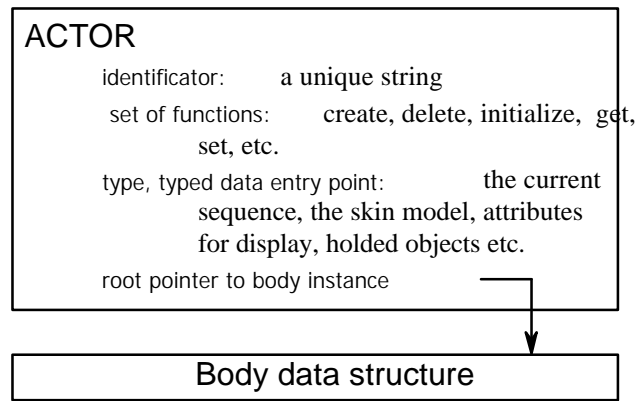 ACTOR
identificator: a unique string
set of functions: create, delete, initialize, get,
set, etc.
type, typed data entry point: the current
sequence, the skin model, attributes
for display, holded objects etc.
root pointer to body instance
Body data structure